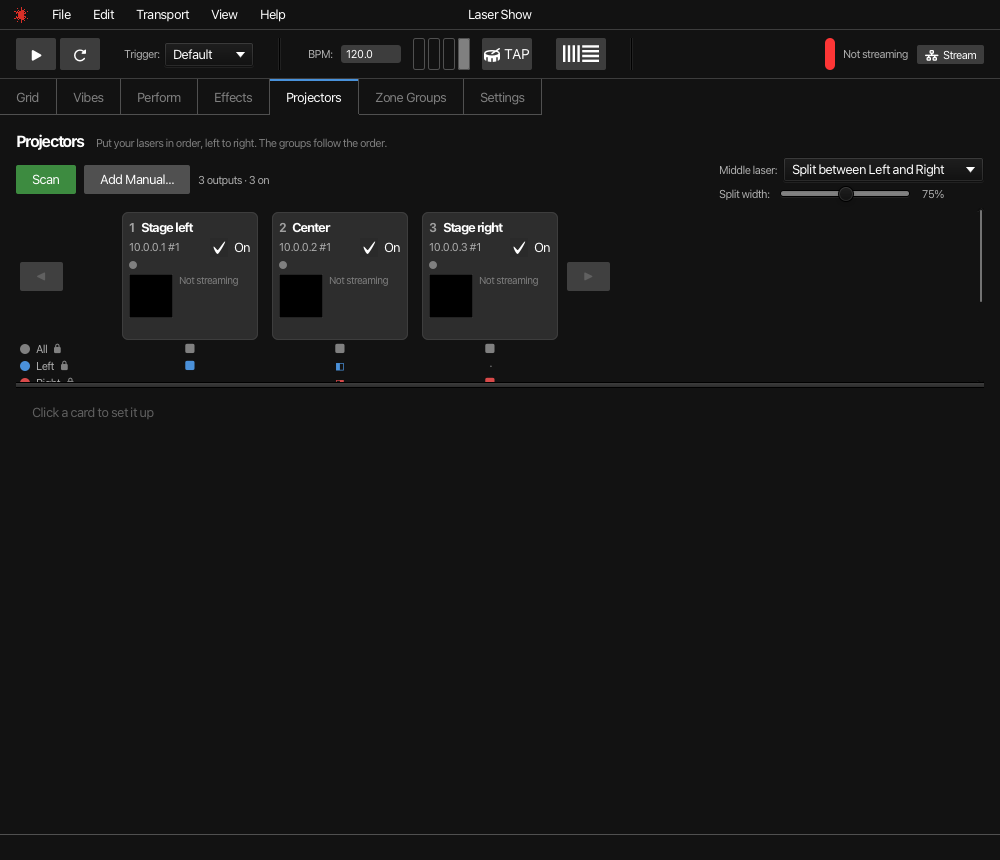 File Edit Transport View Help Laser Show
Trigger: Default BPM: 120.0 TAP Not streaming Stream
Grid Vibes Perform Effects Projectors Zone Groups Settings
Projectors Put your lasers in order, left to right. The groups follow the order.
Scan Add Manual... 3 outputs · 3 on
Middle laser: Split between Left and Right
Split width: 75%
1 Stage left
10.0.0.1 #1 On
Not streaming
2 Center
10.0.0.2 #1 On
Not streaming
3 Stage right
10.0.0.3 #1 On
Not streaming
All
Left
Right
Click a card to set it up